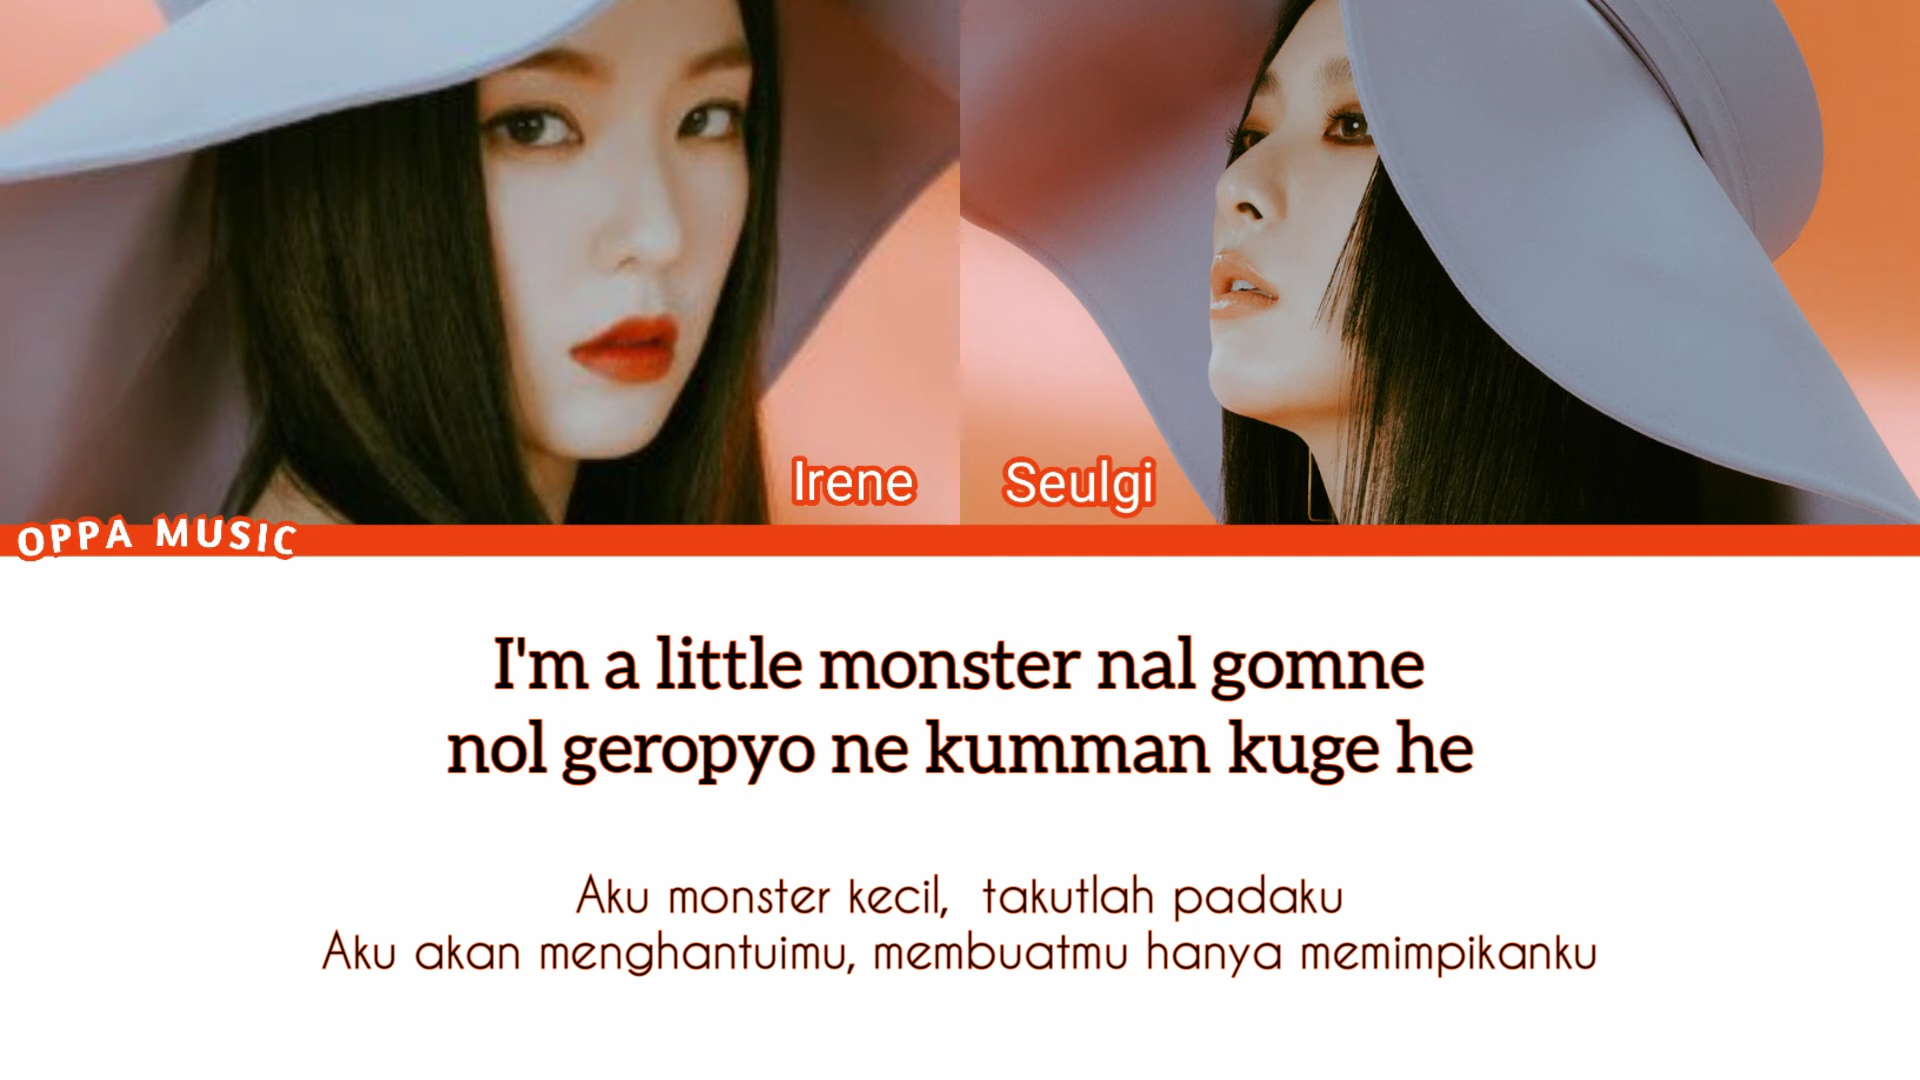 Irene
Seulgi
OPPA MUSIC
I'm a little monster nal gomne
nol geropyo ne kumman kuge he
Aku monster kecil, takutlah padaku
Aku akan menghantuimu, membuatmu hanya memimpikanku